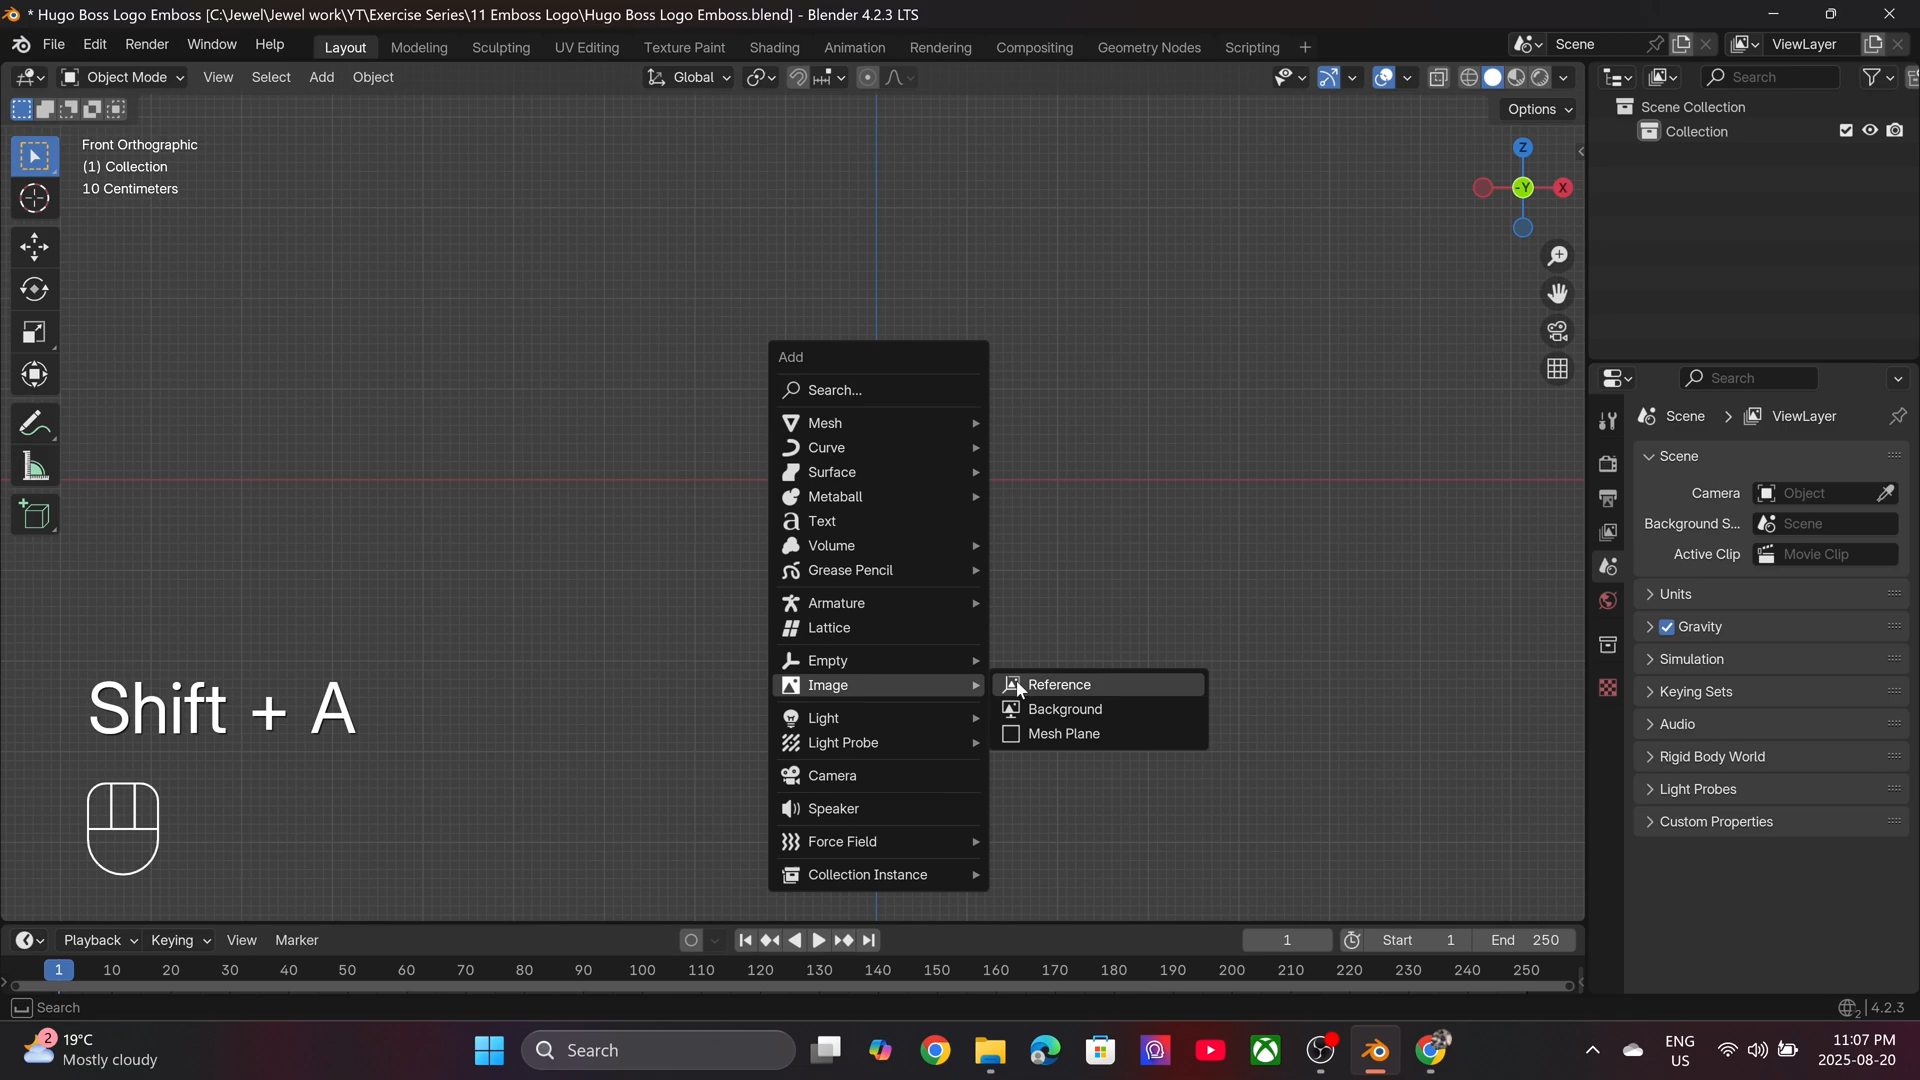 * Hugo Boss Logo Emboss [C:\Jewel\Jewel work\YT\Exercise Series\11 Emboss Logo\Hugo Boss Logo Emboss.blend] - Blender 4.2.3 LTS
File Edit Render Window Help Layout Modeling Sculpting UV Editing Texture Paint Shading Animation Rendering Compositing Geometry Nodes Scripting + Scene ViewLayer
Object Mode View Select Add Object Global Search
Options
Scene Collection
Collection
Front Orthographic
(1) Collection
10 Centimeters
Z
-Y X
Add
Search...
Mesh
Curve
Surface
Metaball
Text
Volume
Grease Pencil
Armature
Lattice
Empty
Image
Light
Light Probe
Camera
Speaker
Force Field
Collection Instance
Reference
Background
Mesh Plane
Shift + A
Search
Scene ViewLayer
Scene
Camera Object
Background S... Scene
Active Clip Movie Clip
Units
Gravity
Simulation
Keying Sets
Audio
Rigid Body World
Light Probes
Custom Properties
Playback Keying View Marker 1 Start 1 End 250
1 10 20 30 40 50 60 70 80 90 100 110 120 130 140 150 160 170 180 190 200 210 220 230 240 250
Search 4.2.3
2 19°C
Mostly cloudy
Search
ENG
US
11:07 PM
2025-08-20